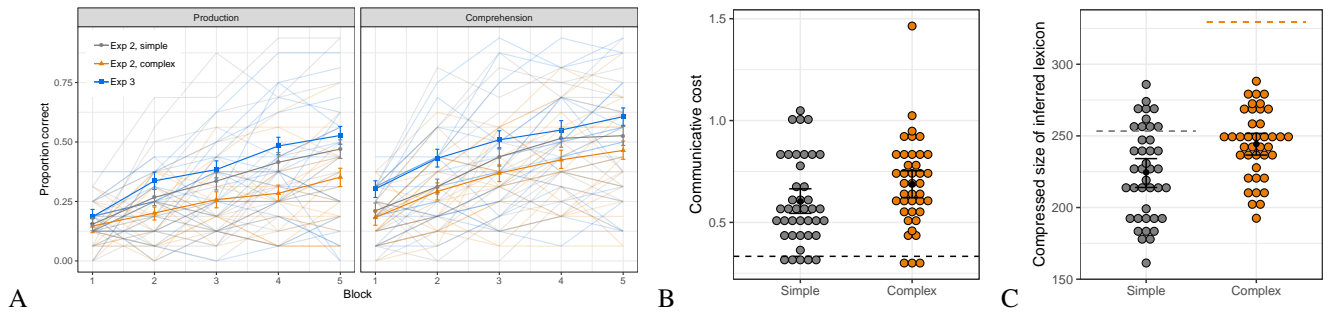 A
Production
Comprehension
Proportion correct
0.75
0.50
0.25
0.00
Exp 2, simple
Exp 2, complex
Exp 3
1 2 3 4 5
1 2 3 4 5
Block
B
Communicative cost
1.5
1.0
0.5
Simple Complex
C
Compressed size of inferred lexicon
300
250
200
150
Simple Complex